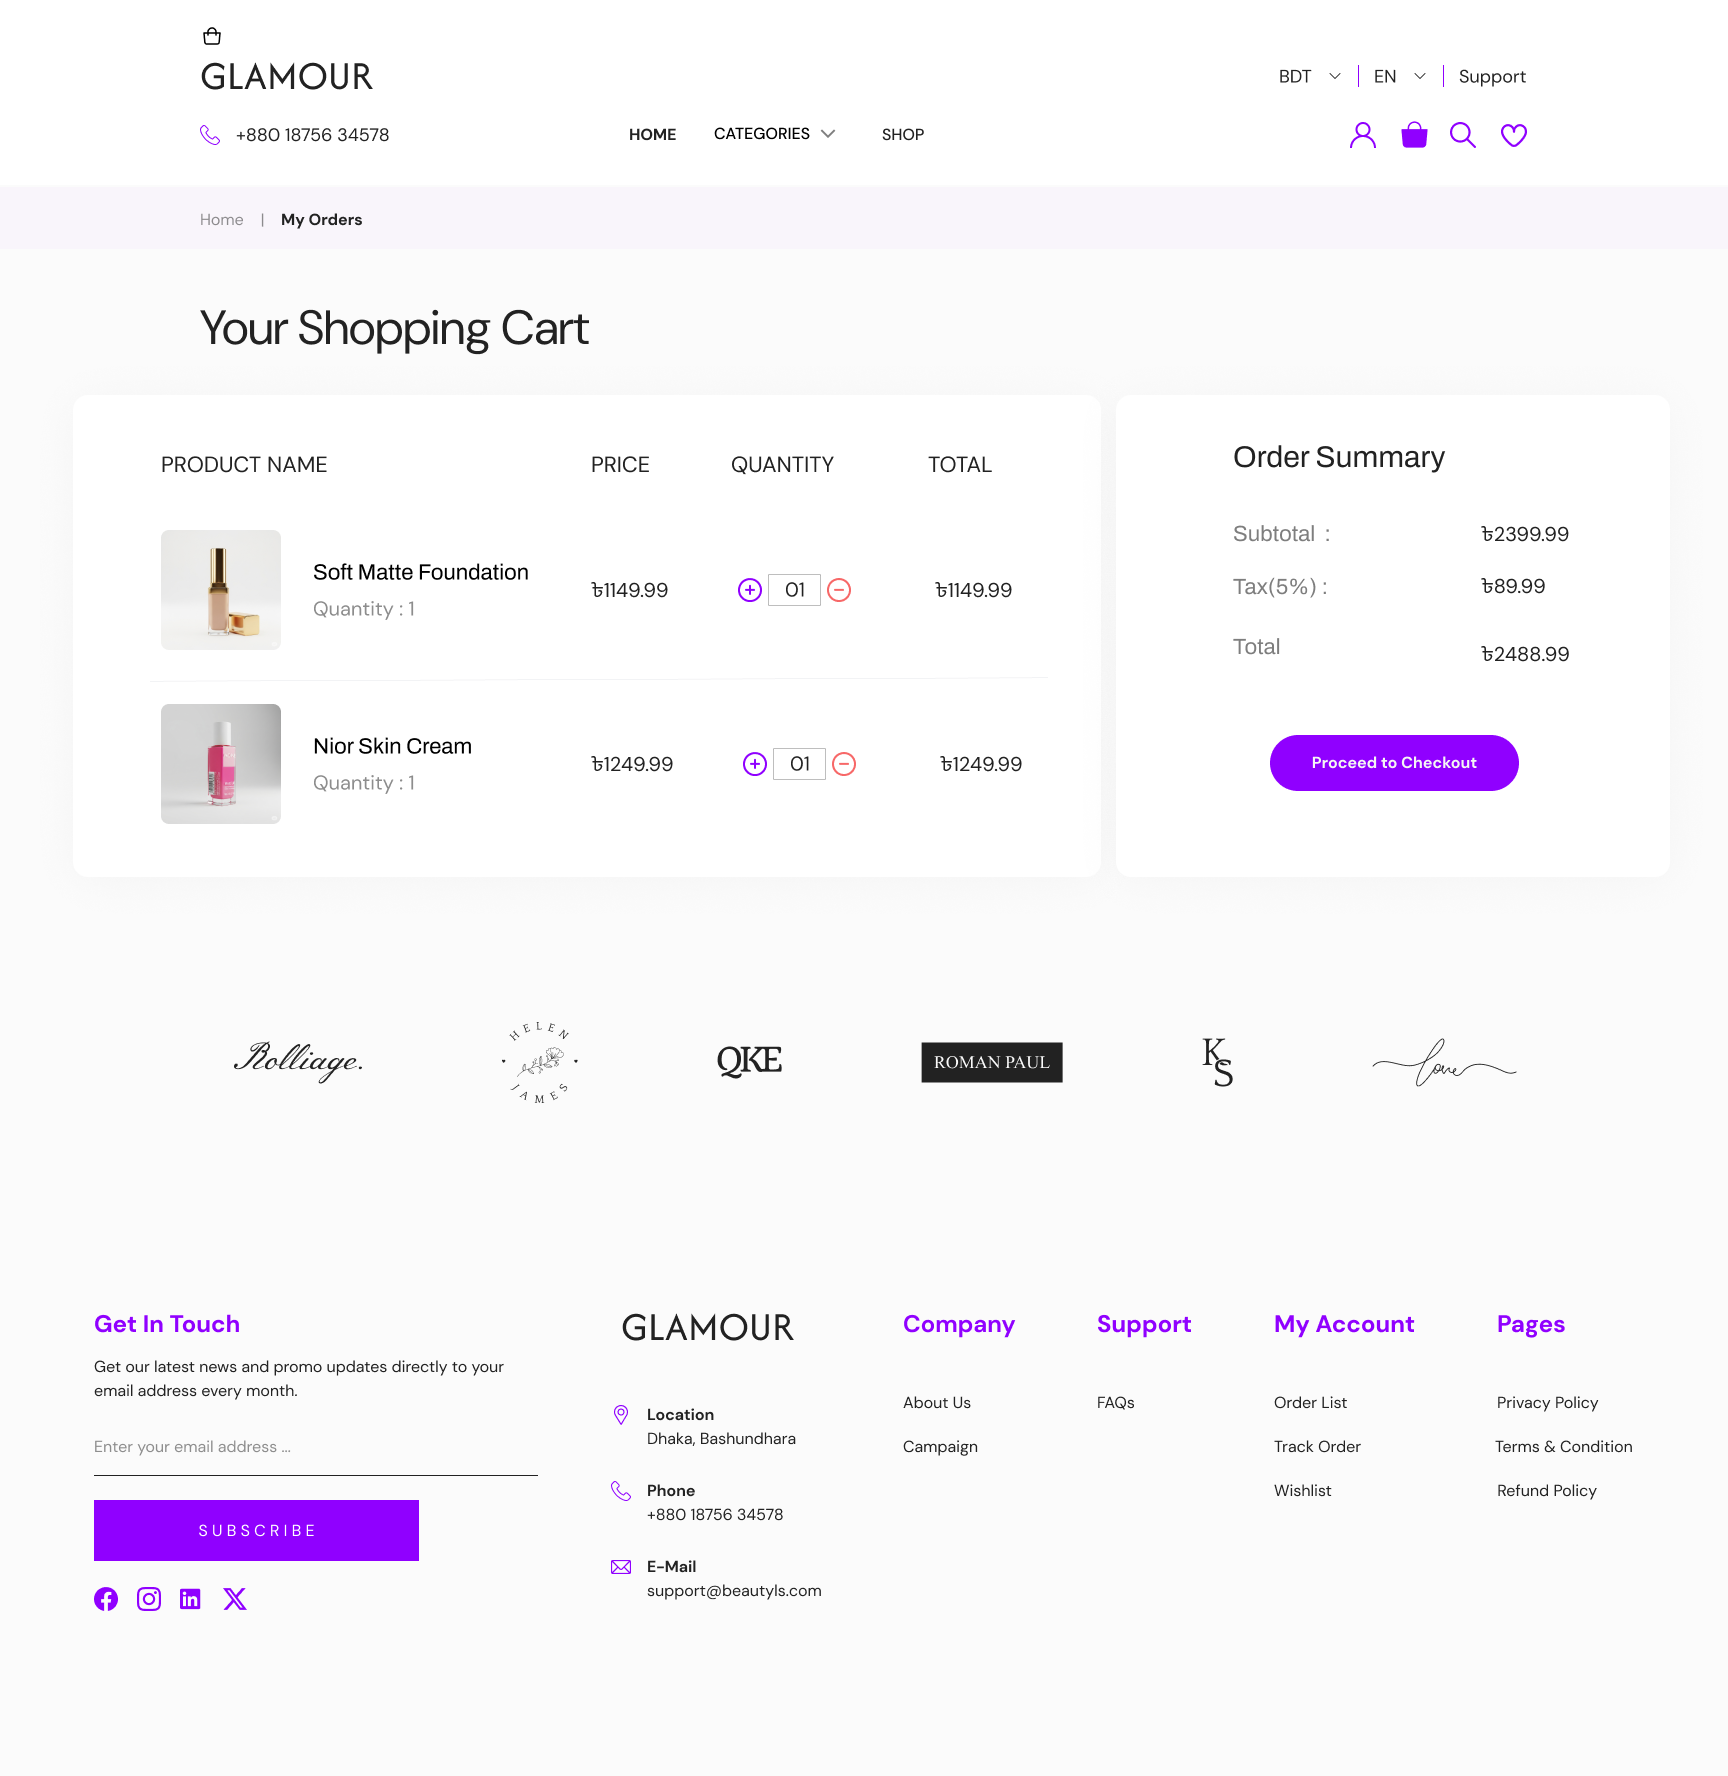 GLAMOUR
BDT
EN
Support
+880 18756 34578
HOME
CATEGORIES
SHOP
Home | My Orders
Your Shopping Cart
PRODUCT NAME
PRICE
QUANTITY
TOTAL
Soft Matte Foundation
Quantity : 1
৳1149.99
01
৳1149.99
Nior Skin Cream
Quantity : 1
৳1249.99
01
৳1249.99
Order Summary
Subtotal :
৳2399.99
Tax(5%) :
৳89.99
Total
৳2488.99
Proceed to Checkout
Rolliage.
HELEN
JAMES
QKE
ROMAN PAUL
KS
love
Get In Touch
Get our latest news and promo updates directly to your
email address every month.
Enter your email address ...
SUBSCRIBE
GLAMOUR
Location
Dhaka, Bashundhara
Phone
+880 18756 34578
E-Mail
support@beautyls.com
Company
About Us
Campaign
Support
FAQs
My Account
Order List
Track Order
Wishlist
Pages
Privacy Policy
Terms & Condition
Refund Policy